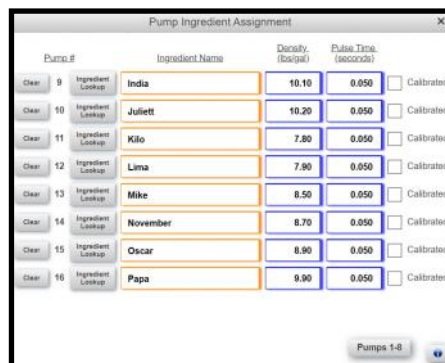 Pump Ingredient Assignment X
Pump # Ingredient Name Density (lbs/gal) Pulse Time (seconds)
Clear 9 Ingredient Lookup India 10.10 0.050 Calibrated
Clear 10 Ingredient Lookup Juliett 10.20 0.050 Calibrated
Clear 11 Ingredient Lookup Kilo 7.80 0.050 Calibrated
Clear 12 Ingredient Lookup Lima 7.90 0.050 Calibrated
Clear 13 Ingredient Lookup Mike 8.50 0.050 Calibrated
Clear 14 Ingredient Lookup November 8.70 0.050 Calibrated
Clear 15 Ingredient Lookup Oscar 8.90 0.050 Calibrated
Clear 16 Ingredient Lookup Papa 9.90 0.050 Calibrated
Pumps 1-8